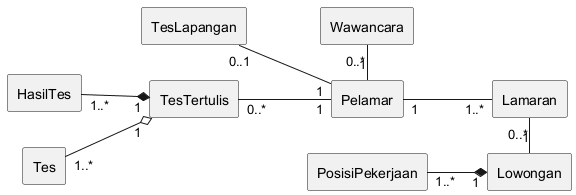 TesLapangan
Wawancara
0..1
0..1
1
1
HasilTes
1..*
1
TesTertulis
0..*
1
Pelamar
1
1..*
Lamaran
1
0..*
1
Tes
1..*
PosisiPekerjaan
1..*
1
Lowongan